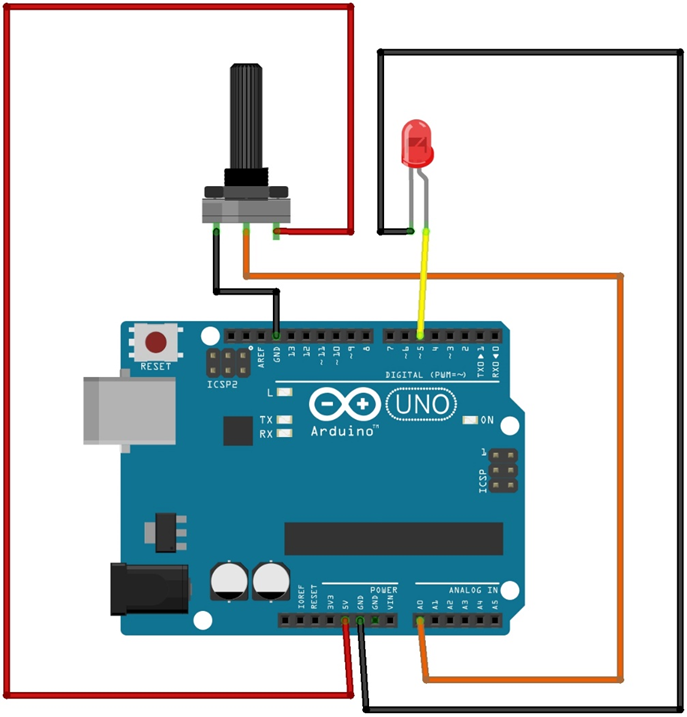 RESET
ICSP2
AREF
GND
13
12
~11
~10
~9
8
7
~6
~5
4
~3
2
TX0▶1
RX0◀0
DIGITAL (PWM=~)
L
TX
RX
UNO
Arduino™
ON
1
ICSP
POWER
ANALOG IN
IOREF
RESET
3V3
5V
GND
GND
VIN
A0
A1
A2
A3
A4
A5